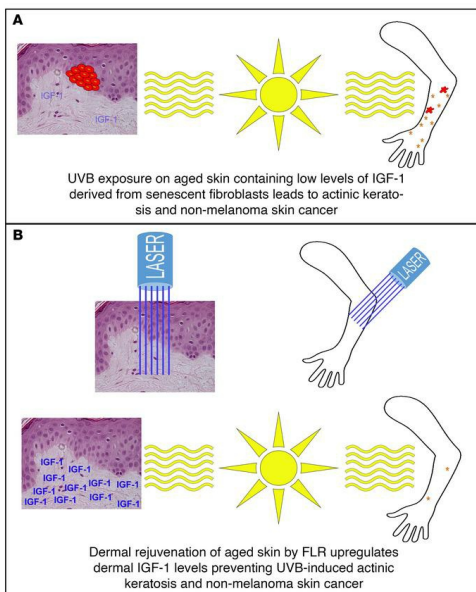 A
IGF-1
IGF-1
UVB exposure on aged skin containing low levels of IGF-1
derived from senescent fibroblasts leads to actinic kerato-
sis and non-melanoma skin cancer
B
LASER
LASER
IGF-1
IGF-1
IGF-1
IGF-1
IGF-1
IGF-1
IGF-1
IGF-1
IGF-1
IGF-1
IGF-1
Dermal rejuvenation of aged skin by FLR upregulates
dermal IGF-1 levels preventing UVB-induced actinic
keratosis and non-melanoma skin cancer